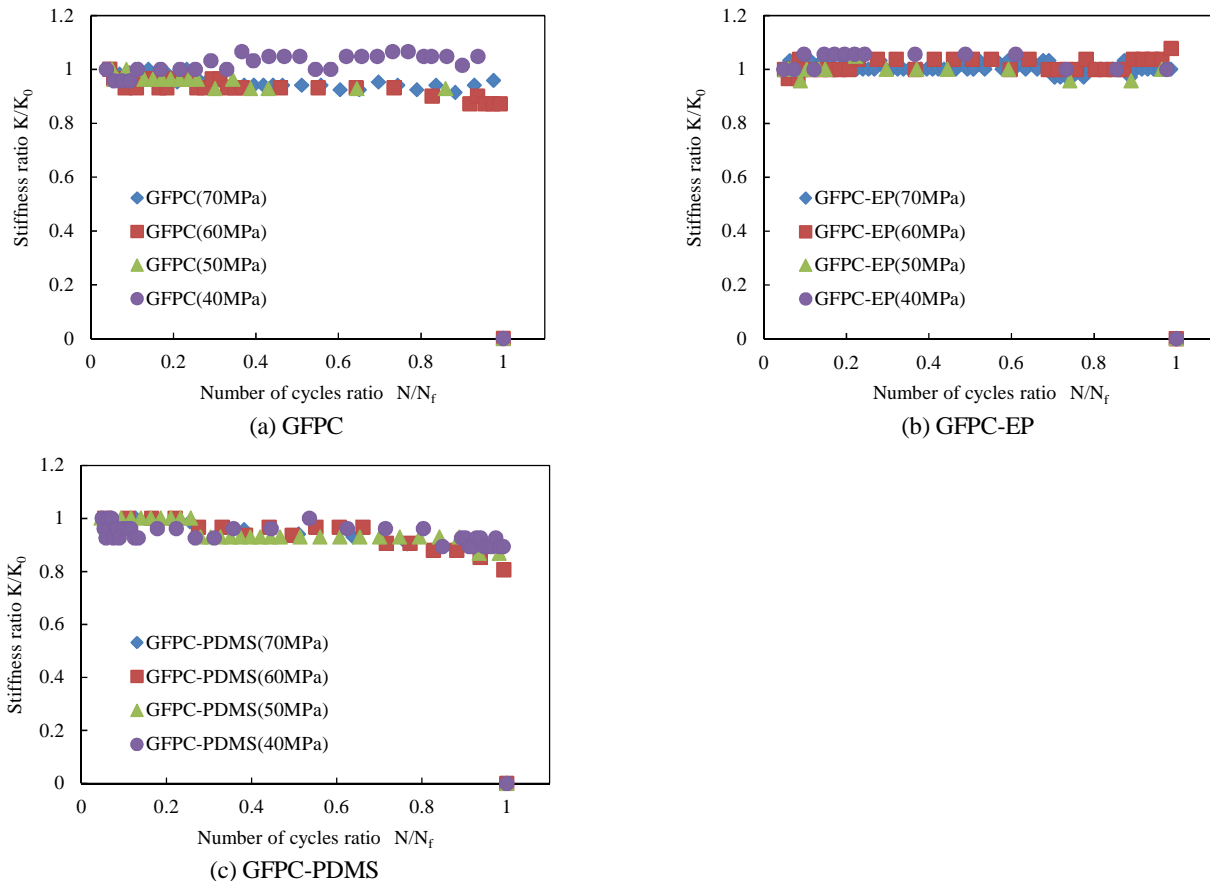 1.2
1
0.8
0.6
0.4
0.2
0
Stiffness ratio K/K0
GFPC(70MPa)
GFPC(60MPa)
GFPC(50MPa)
GFPC(40MPa)
0 0.2 0.4 0.6 0.8 1
Number of cycles ratio N/Nf
(a) GFPC
1.2
1
0.8
0.6
0.4
0.2
0
Stiffness ratio K/K0
GFPC-EP(70MPa)
GFPC-EP(60MPa)
GFPC-EP(50MPa)
GFPC-EP(40MPa)
0 0.2 0.4 0.6 0.8 1
Number of cycles ratio N/Nf
(b) GFPC-EP
1.2
1
0.8
0.6
0.4
0.2
0
Stiffness ratio K/K0
GFPC-PDMS(70MPa)
GFPC-PDMS(60MPa)
GFPC-PDMS(50MPa)
GFPC-PDMS(40MPa)
0 0.2 0.4 0.6 0.8 1
Number of cycles ratio N/Nf
(c) GFPC-PDMS